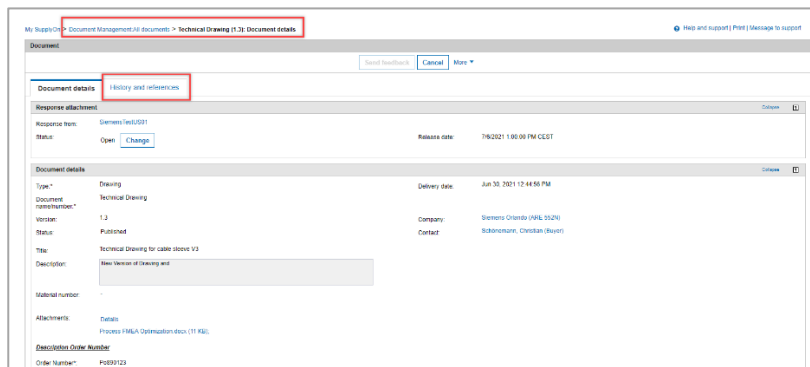 My SupplyOn > Document Management:All documents > Technical Drawing (1.3): Document details
Help and support | Print | Message to support
Document
Send feedback Cancel More
Document details History and references
Response attachment Collapse
Response from: SiemensTestUS01
Status: Open Change Release date: 7/6/2021 1:00:00 PM CEST
Document details Collapse
Type:* Drawing Delivery date: Jun 30, 2021 12:44:56 PM
Document name/number:* Technical Drawing
Version: 1.3 Company: Siemens Orlando (ARE 552N)
Status: Published Contact: Schönemann, Christian (Buyer)
Title: Technical Drawing for cable sleeve V3
Description: New Version of Drawing and
Material number: -
Attachments: Details
Process FMEA Optimization.docx (11 KB),
Description Order Number
Order Number*: Po890123